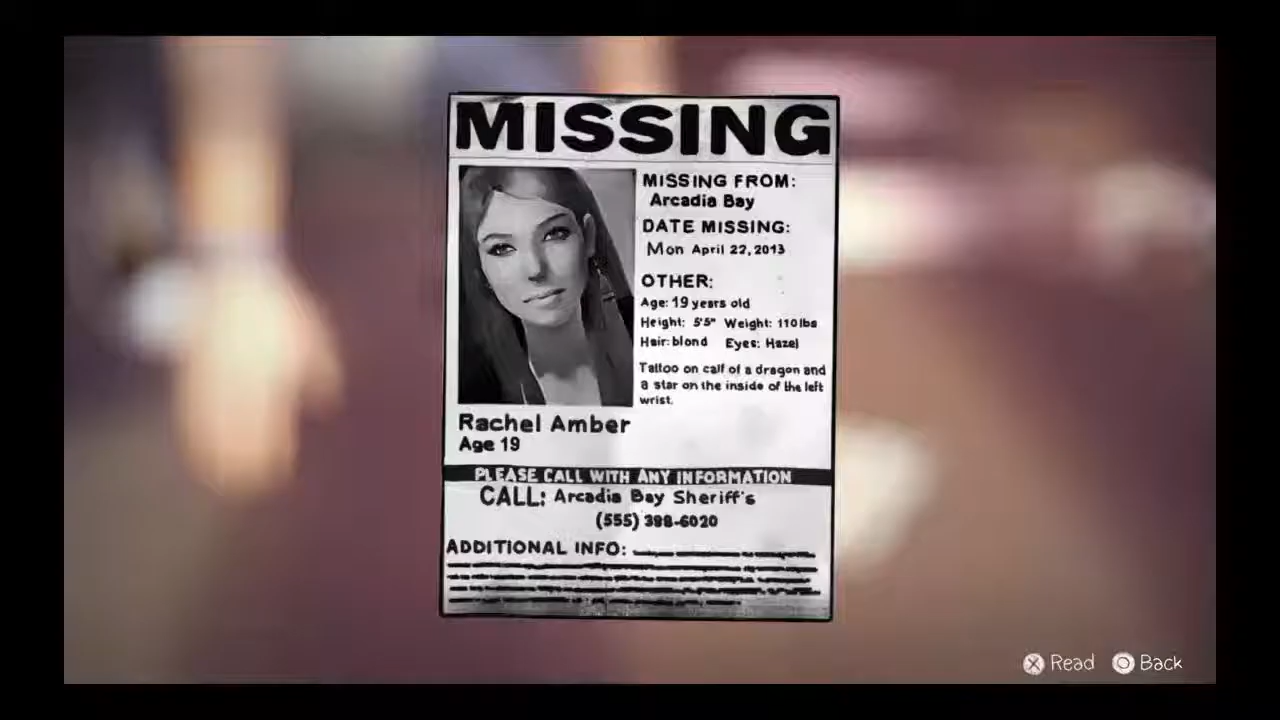 MISSING
MISSING FROM:
Arcadia Bay
DATE MISSING:
Mon April 22, 2013
OTHER:
Age: 19 years old
Height: 5'5" Weight: 110lbs
Hair: blond Eyes: Hazel
Tattoo on calf of a dragon and
a star on the inside of the left
wrist.
Rachel Amber
Age 19
PLEASE CALL WITH ANY INFORMATION
CALL: Arcadia Bay Sheriff's
(555) 398-6020
ADDITIONAL INFO:
Read
Back